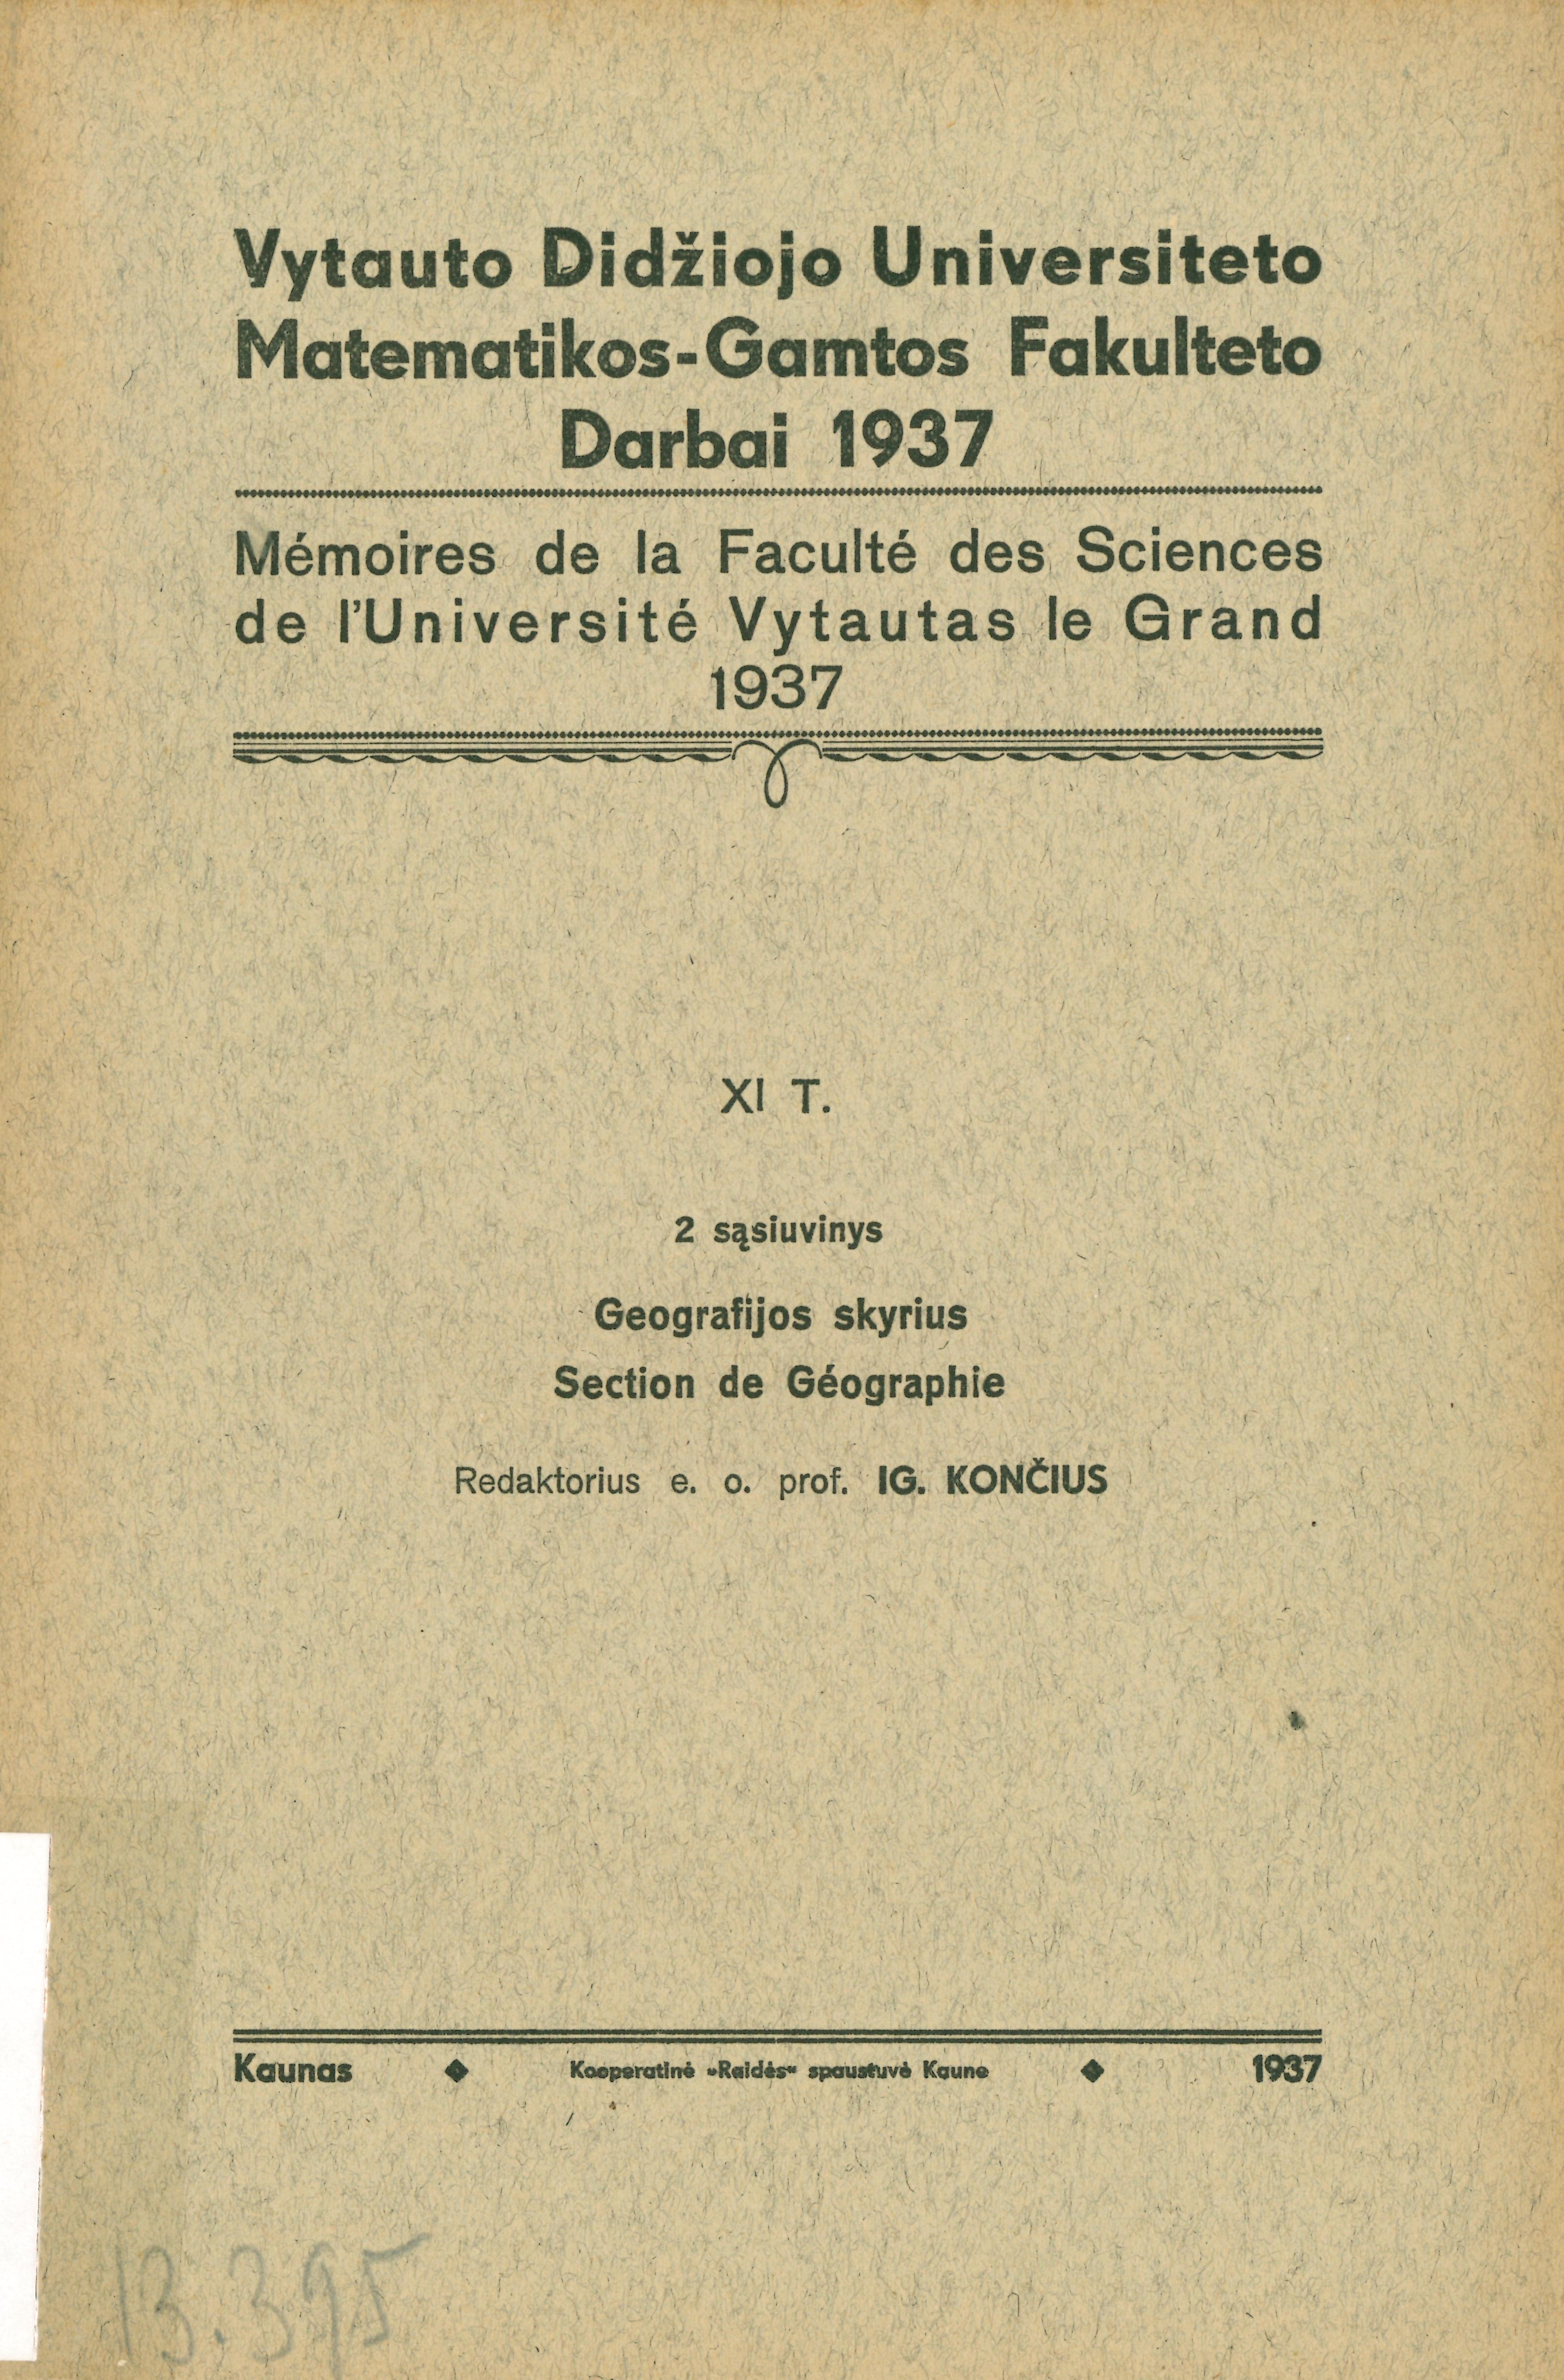 Vytauto Didžiojo Universiteto
Matematikos-Gamtos Fakulteto
Darbai 1937
Mémoires de la Faculté des Sciences
de l'Université Vytautas le Grand
1937
XI T.
2 sąsiuvinys
Geografijos skyrius
Section de Géographie
Redaktorius e. o. prof. IG. KONČIUS
Kaunas ◆ Kooperatinė „Raidės“ spaustuvė Kaune ◆ 1937
13.395